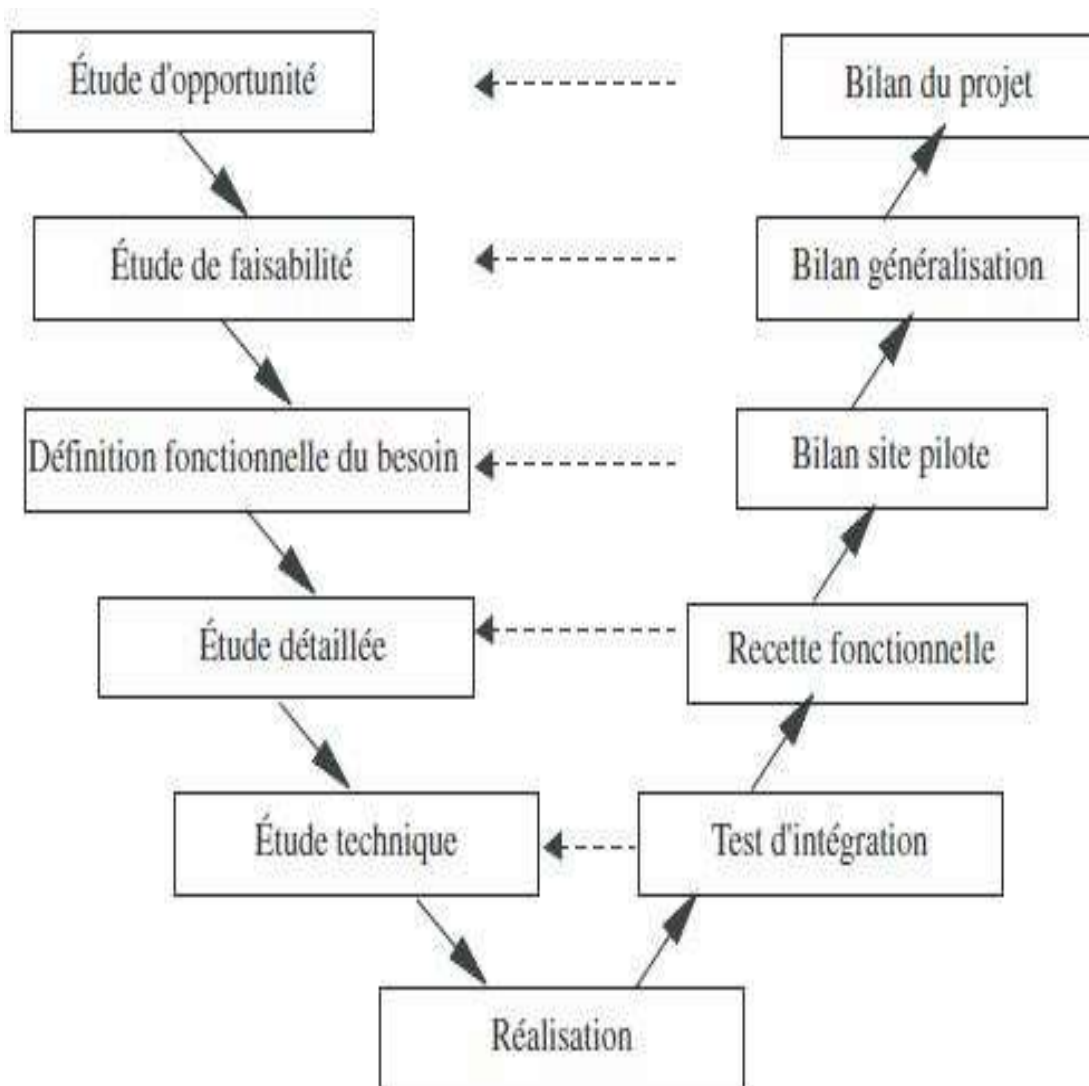 Étude d'opportunité
Bilan du projet
Étude de faisabilité
Bilan généralisation
Définition fonctionnelle du besoin
Bilan site pilote
Étude détaillée
Recette fonctionnelle
Étude technique
Test d'intégration
Réalisation